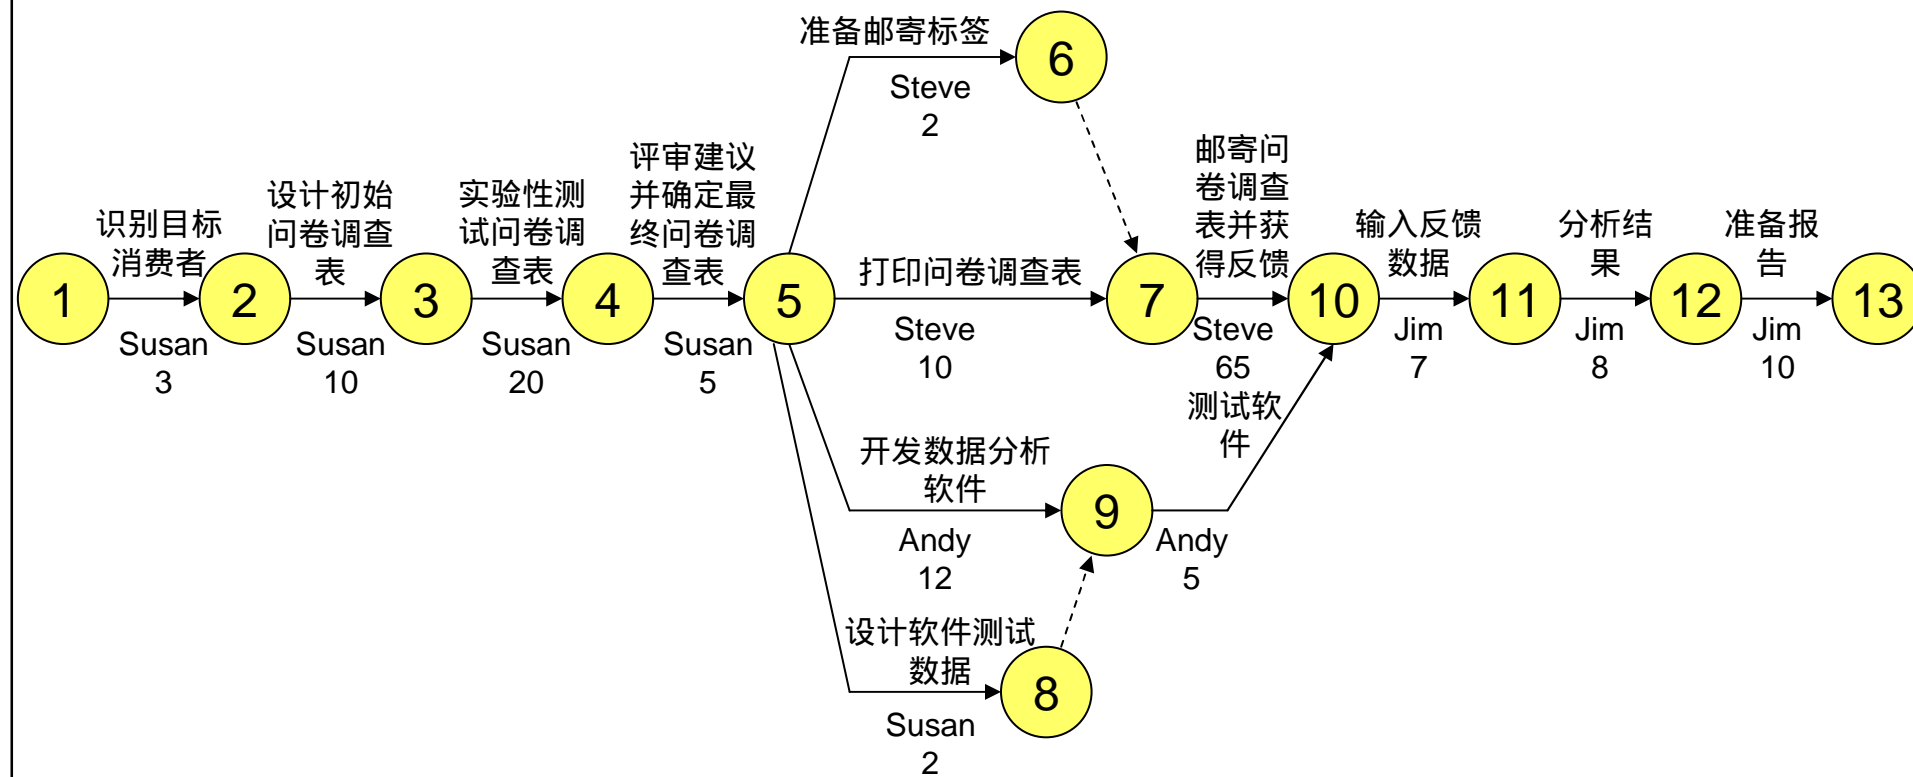 准备邮寄标签
6
Steve
2
识别目标
消费者
设计初始
问卷调查
表
实验性测
试问卷调
查表
评审建议
并确定最
终问卷调
查表
打印问卷调查表
邮寄问
卷调查
表并获
得反馈
输入反馈
数据
分析结
果
准备报
告
1
2
3
4
5
7
10
11
12
13
Susan
3
Susan
10
Susan
20
Susan
5
Steve
10
Steve
65
Jim
7
Jim
8
Jim
10
测试软
件
开发数据分析
软件
9
Andy
12
Andy
5
设计软件测试
数据
8
Susan
2